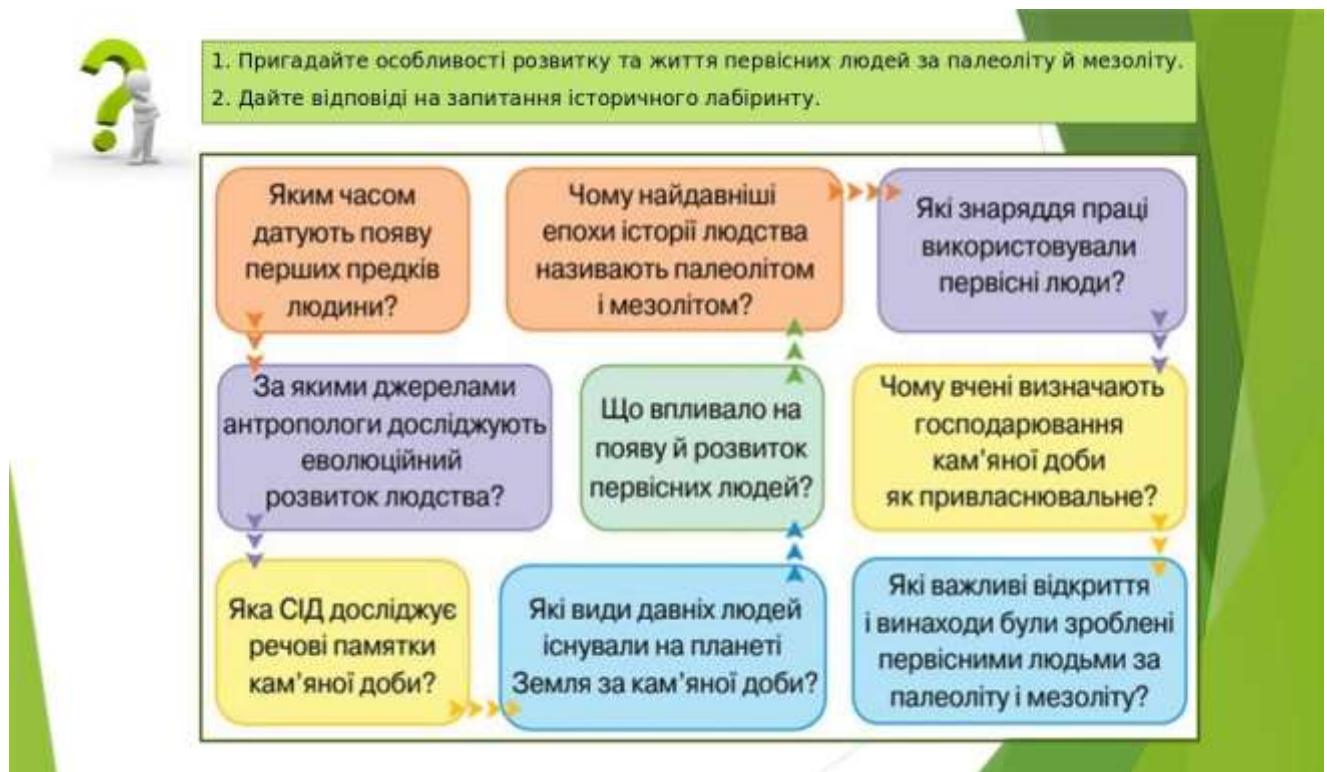 1. Пригадайте особливості розвитку та життя первісних людей за палеоліту й мезоліту.
2. Дайте відповіді на запитання історичного лабіринту.
Яким часом
датують появу
перших предків
людини?
За якими джерелами
антропологи досліджують
еволюційний
розвиток людства?
Яка СІД досліджує
речові памятки
кам’яної доби?
Які види давніх людей
існували на планеті
Земля за кам’яної доби?
Що впливало на
появу й розвиток
первісних людей?
Чому найдавніші
епохи історії людства
називають палеолітом
і мезолітом?
Які знаряддя праці
використовували
первісні люди?
Чому вчені визначають
господарювання
кам’яної доби
як привласнювальне?
Які важливі відкриття
і винаходи були зроблені
первісними людьми за
палеоліту і мезоліту?